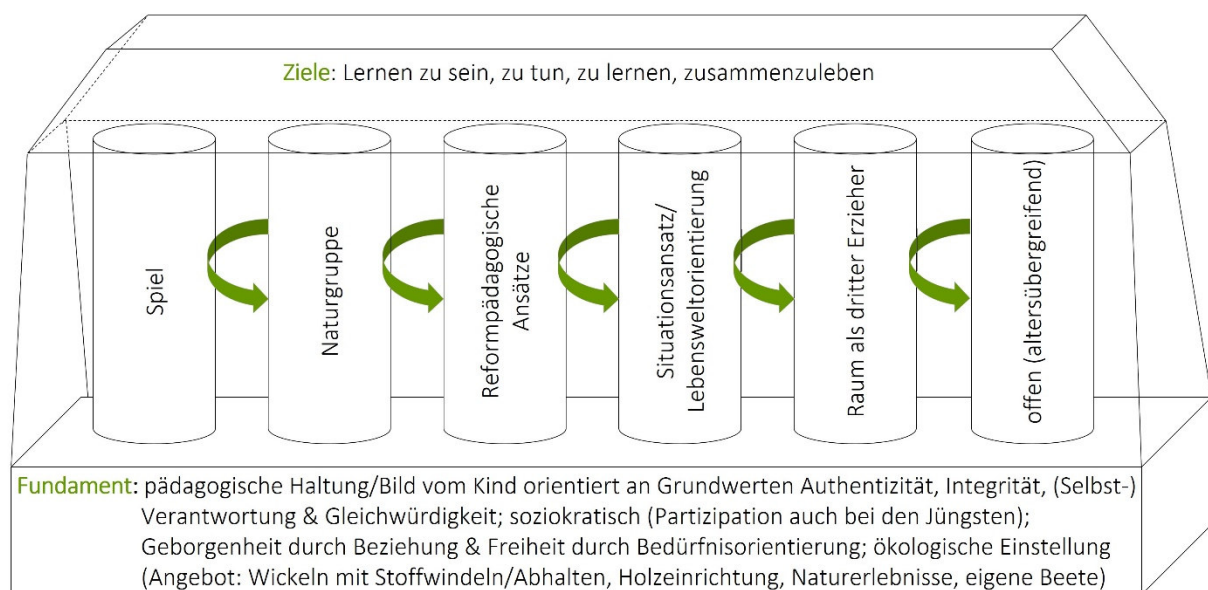 Ziele: Lernen zu sein, zu tun, zu lernen, zusammenzuleben
Spiel
Naturgruppe
Reformpädagogische
Ansätze
Situationsansatz/
Lebensweltorientierung
Raum als dritter Erzieher
offen (altersübergreifend)
Fundament: pädagogische Haltung/Bild vom Kind orientiert an Grundwerten Authentizität, Integrität, (Selbst-)
Verantwortung & Gleichwürdigkeit; soziokratisch (Partizipation auch bei den Jüngsten);
Geborgenheit durch Beziehung & Freiheit durch Bedürfnisorientierung; ökologische Einstellung
(Angebot: Wickeln mit Stoffwindeln/Abhalten, Holzeinrichtung, Naturerlebnisse, eigene Beete)